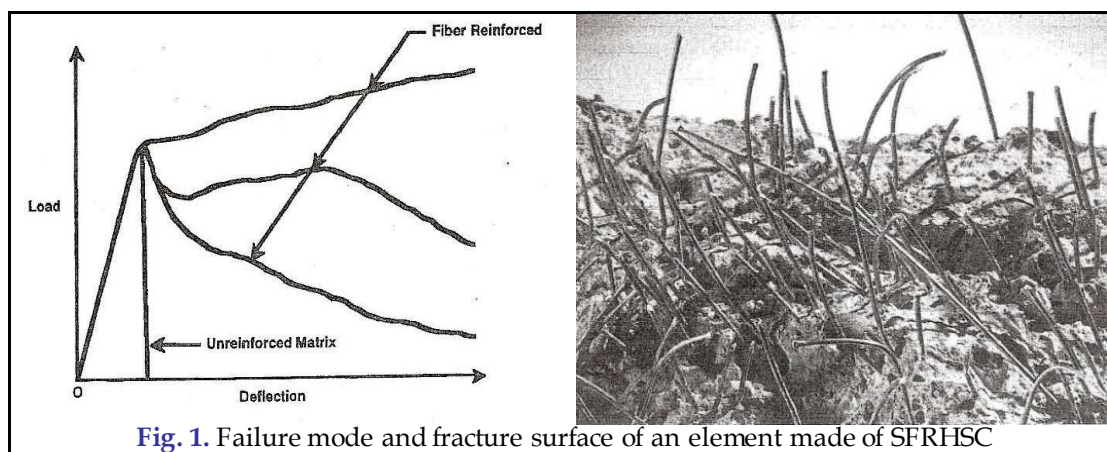 Fiber Reinforced
Load
Unreinforced Matrix
O
Deflection
Fig. 1. Failure mode and fracture surface of an element made of SFRHSC